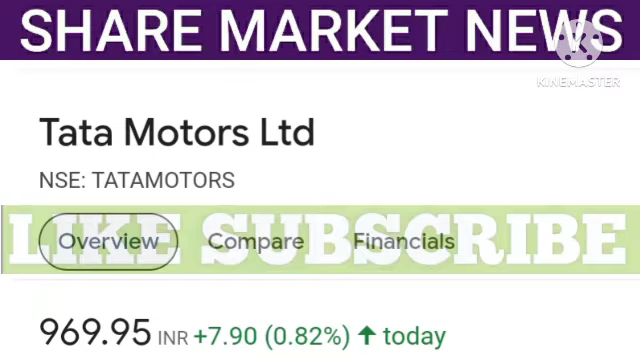 SHARE MARKET NEWS
KINEMASTER
Tata Motors Ltd
NSE: TATAMOTORS
LIKE SUBSCRIBE
Overview Compare Financials
969.95 INR +7.90 (0.82%) ↑ today